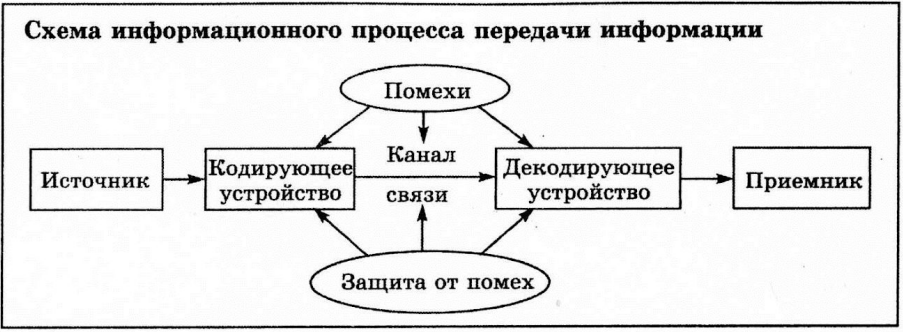 Схема информационного процесса передачи информации
Помехи
Источник
Кодирующее
устройство
Канал
связи
Декодирующее
устройство
Приемник
Защита от помех